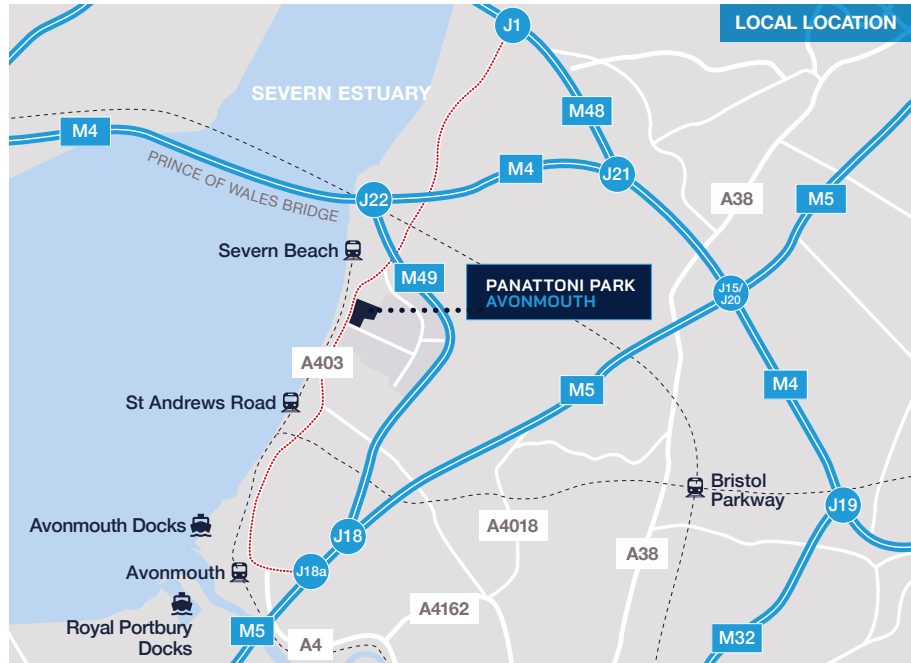 LOCAL LOCATION
J1
SEVERN ESTUARY
M48
M4
PRINCE OF WALES BRIDGE
J22
M4
J21
A38
M5
Severn Beach
M49
PANATTONI PARK
AVONMOUTH
J15/
J20
A403
M5
M4
St Andrews Road
Bristol
Parkway
J19
Avonmouth Docks
J18
A4018
A38
Avonmouth
J18a
A4162
Royal Portbury
Docks
M5
A4
M32